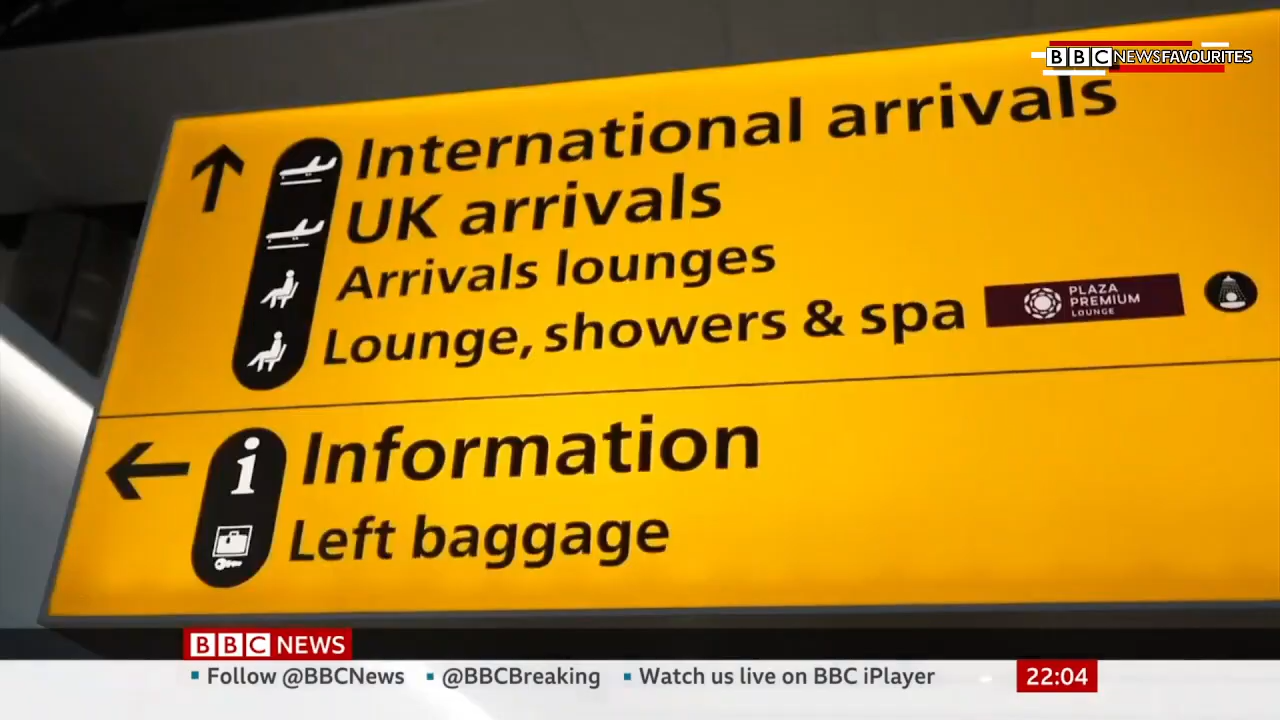 BBC NEWS FAVOURITES
International arrivals
UK arrivals
Arrivals lounges
Lounge, showers & spa
PLAZA
PREMIUM
LOUNGE
i Information
Left baggage
BBC NEWS
Follow @BBCNews @BBCBreaking Watch us live on BBC iPlayer 22:04